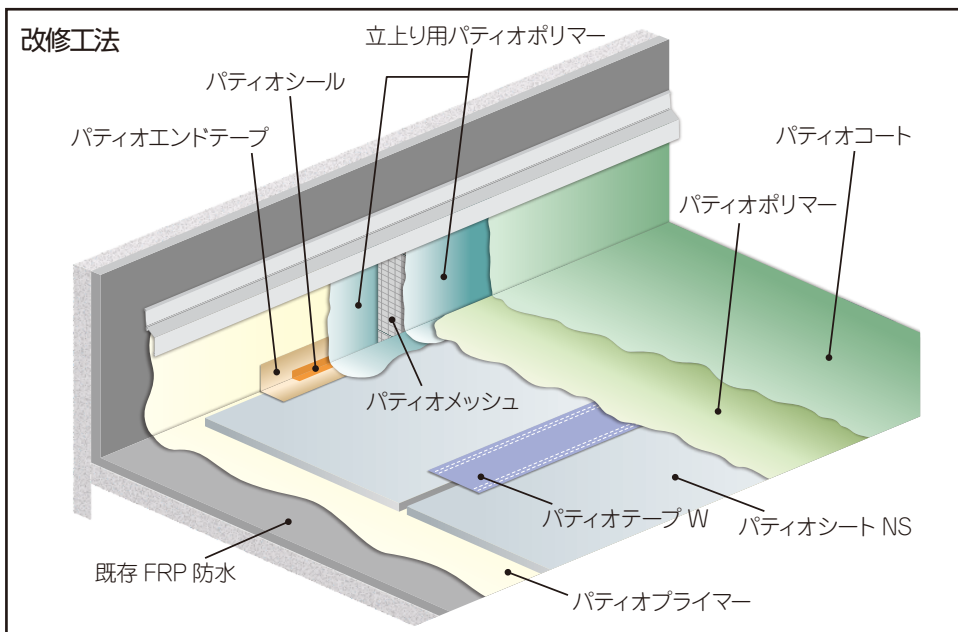 改修工法
立上り用パティオポリマー
パティオシール
パティオエンドテープ
パティオコート
パティオポリマー
パティオメッシュ
パティオテープ W
パティオシート NS
既存 FRP 防水
パティオプライマー